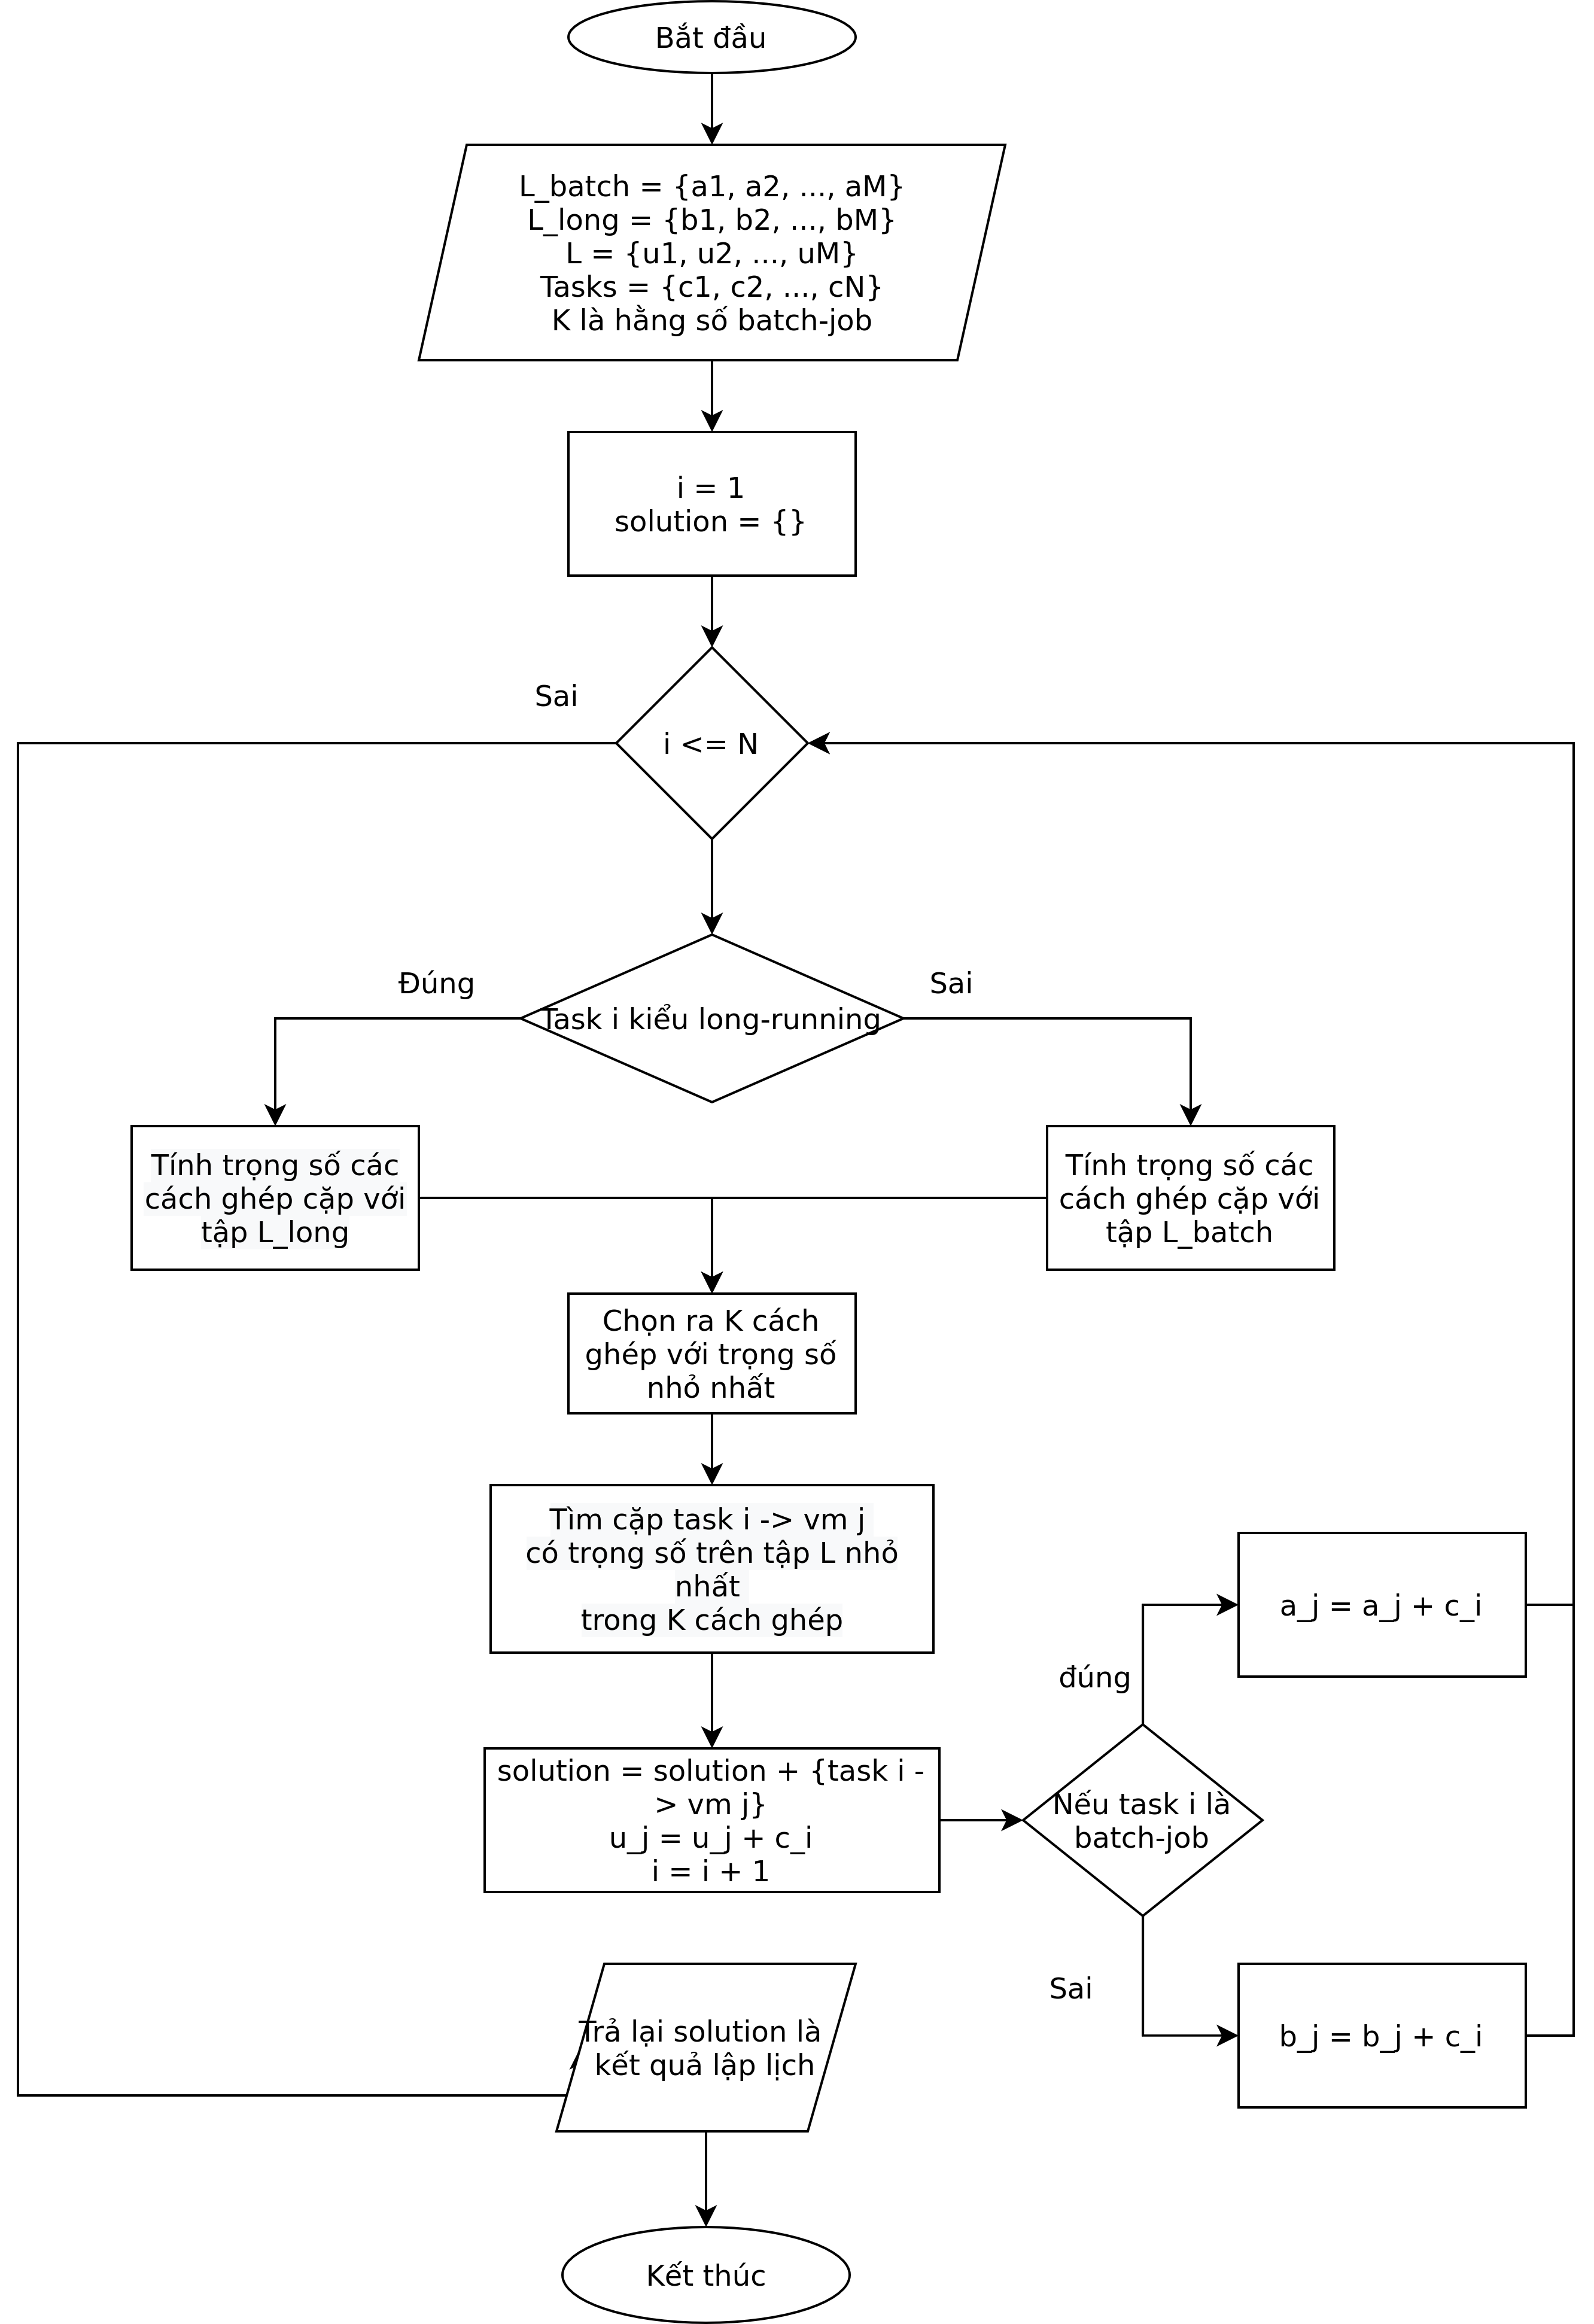 Bắt đầu
L_batch = {a1, a2, ..., aM}
L_long = {b1, b2, ..., bM}
L = {u1, u2, ..., uM}
Tasks = {c1, c2, ..., cN}
K là hằng số batch-job
i = 1
solution = {}
Sai
i <= N
Đúng
Sai
Task i kiểu long-running
Tính trọng số các
cách ghép cặp với
tập L_long
Tính trọng số các
cách ghép cặp với
tập L_batch
Chọn ra K cách
ghép với trọng số
nhỏ nhất
Tìm cặp task i -> vm j
có trọng số trên tập L nhỏ
nhất
trong K cách ghép
a_j = a_j + c_i
đúng
solution = solution + {task i -
> vm j}
u_j = u_j + c_i
i = i + 1
Nếu task i là
batch-job
Sai
Trả lại solution là
kết quả lập lịch
b_j = b_j + c_i
Kết thúc